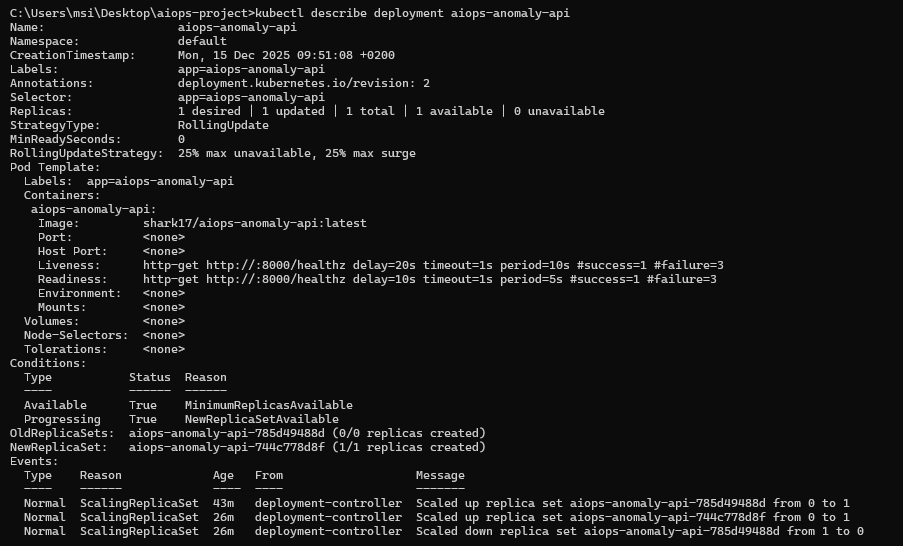 C:\Users\msi\Desktop\aiops-project>kubectl describe deployment aiops-anomaly-api
Name:                   aiops-anomaly-api
Namespace:              default
CreationTimestamp:      Mon, 15 Dec 2025 09:51:08 +0200
Labels:                 app=aiops-anomaly-api
Annotations:            deployment.kubernetes.io/revision: 2
Selector:               app=aiops-anomaly-api
Replicas:               1 desired | 1 updated | 1 total | 1 available | 0 unavailable
StrategyType:           RollingUpdate
MinReadySeconds:        0
RollingUpdateStrategy:  25% max unavailable, 25% max surge
Pod Template:
  Labels:  app=aiops-anomaly-api
  Containers:
   aiops-anomaly-api:
    Image:         shark17/aiops-anomaly-api:latest
    Port:          <none>
    Host Port:     <none>
    Liveness:      http-get http://:8000/healthz delay=20s timeout=1s period=10s #success=1 #failure=3
    Readiness:     http-get http://:8000/healthz delay=10s timeout=1s period=5s #success=1 #failure=3
    Environment:   <none>
    Mounts:        <none>
  Volumes:         <none>
  Node-Selectors:  <none>
  Tolerations:     <none>
Conditions:
  Type           Status  Reason
  ----           ------  ------
  Available      True    MinimumReplicasAvailable
  Progressing    True    NewReplicaSetAvailable
OldReplicaSets:  aiops-anomaly-api-785d49488d (0/0 replicas created)
NewReplicaSet:   aiops-anomaly-api-744c778d8f (1/1 replicas created)
Events:
  Type    Reason             Age   From                   Message
  ----    ------             ----  ----                   -------
  Normal  ScalingReplicaSet  43m   deployment-controller  Scaled up replica set aiops-anomaly-api-785d49488d from 0 to 1
  Normal  ScalingReplicaSet  26m   deployment-controller  Scaled up replica set aiops-anomaly-api-744c778d8f from 0 to 1
  Normal  ScalingReplicaSet  26m   deployment-controller  Scaled down replica set aiops-anomaly-api-785d49488d from 1 to 0